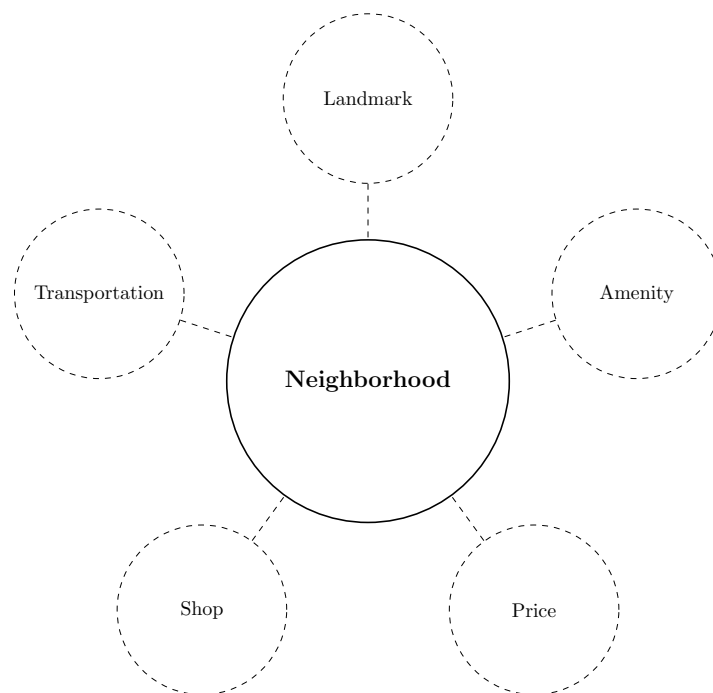 Landmark
Transportation
Amenity
Neighborhood
Shop
Price